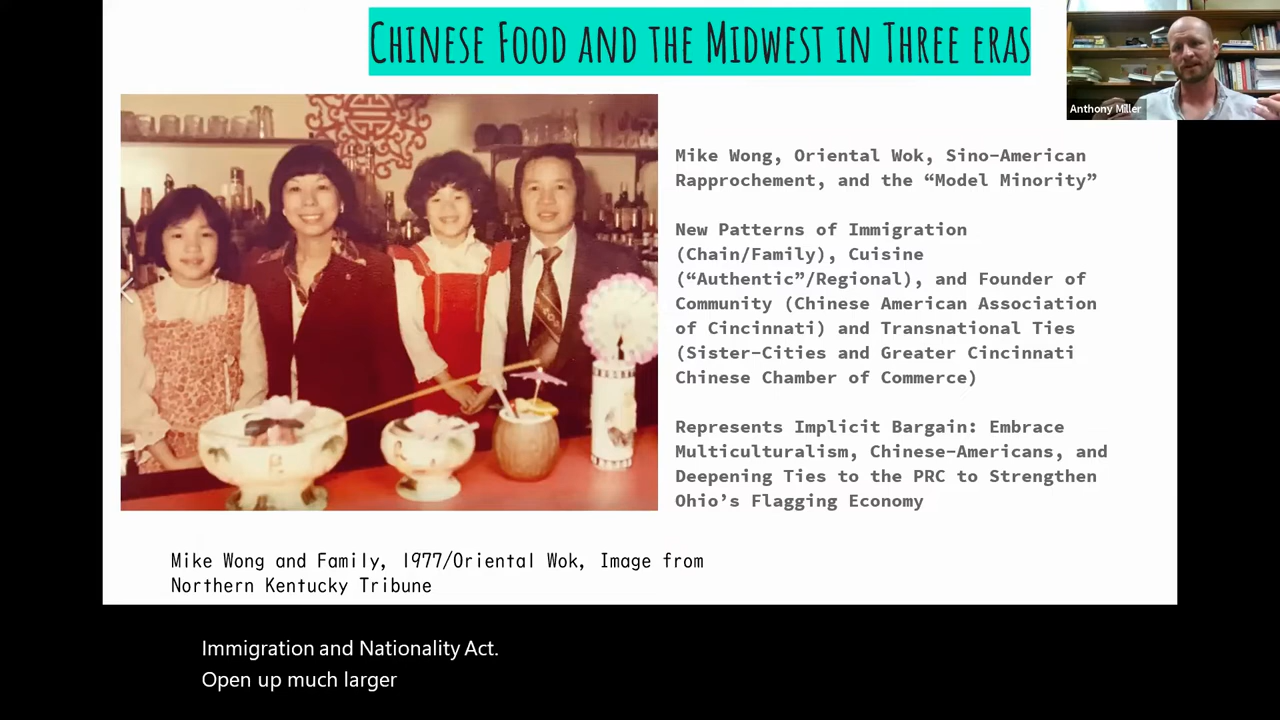 Chinese Food and the Midwest in Three eras
Anthony Miller
Mike Wong, Oriental Wok, Sino-American
Rapprochement, and the “Model Minority”
New Patterns of Immigration
(Chain/Family), Cuisine
(“Authentic”/Regional), and Founder of
Community (Chinese American Association
of Cincinnati) and Transnational Ties
(Sister-Cities and Greater Cincinnati
Chinese Chamber of Commerce)
Represents Implicit Bargain: Embrace
Multiculturalism, Chinese-Americans, and
Deepening Ties to the PRC to Strengthen
Ohio’s Flagging Economy
Mike Wong and Family, 1977/Oriental Wok, Image from
Northern Kentucky Tribune
Immigration and Nationality Act.
Open up much larger